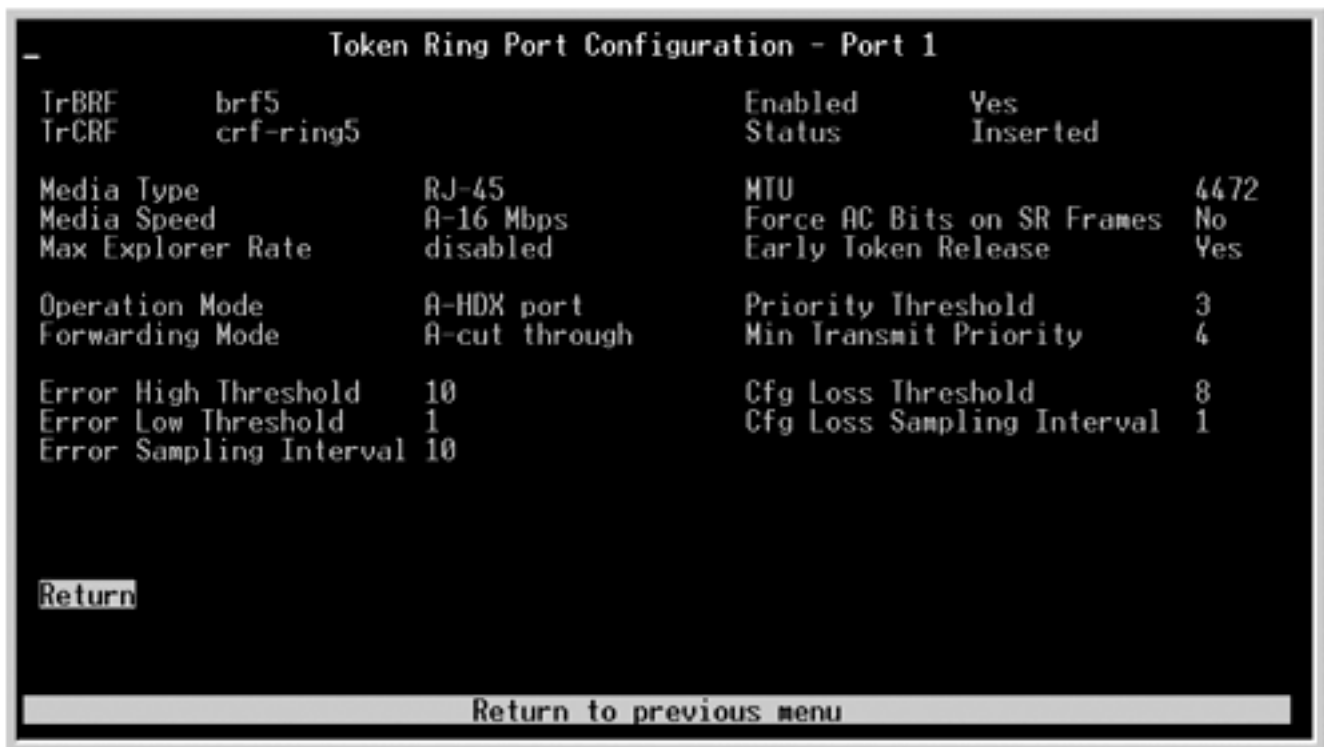 Token Ring Port Configuration - Port 1
TrBRF brf5 Enabled Yes
TrCRF crf-ring5 Status Inserted
Media Type RJ-45 MTU 4472
Media Speed A-16 Mbps Force AC Bits on SR Frames No
Max Explorer Rate disabled Early Token Release Yes
Operation Mode A-HDX port Priority Threshold 3
Forwarding Mode A-cut through Min Transmit Priority 4
Error High Threshold 10 Cfg Loss Threshold 8
Error Low Threshold 1 Cfg Loss Sampling Interval 1
Error Sampling Interval 10
Return
Return to previous menu